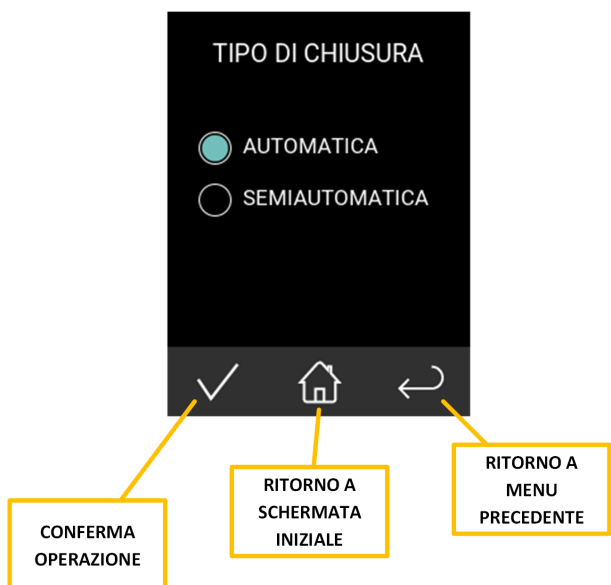 TIPO DI CHIUSURA
AUTOMATICA
SEMIAUTOMATICA
CONFERMA
OPERAZIONE
RITORNO A
SCHERMATA
INIZIALE
RITORNO A
MENU
PRECEDENTE